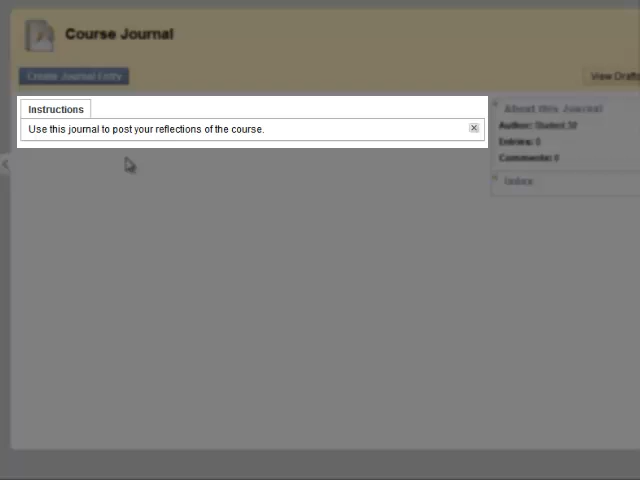 Course Journal
Create Journal Entry
View Drafts
Instructions
Use this journal to post your reflections of the course.
About this Journal
Author: Student 30
Entries: 0
Comments: 0
Index